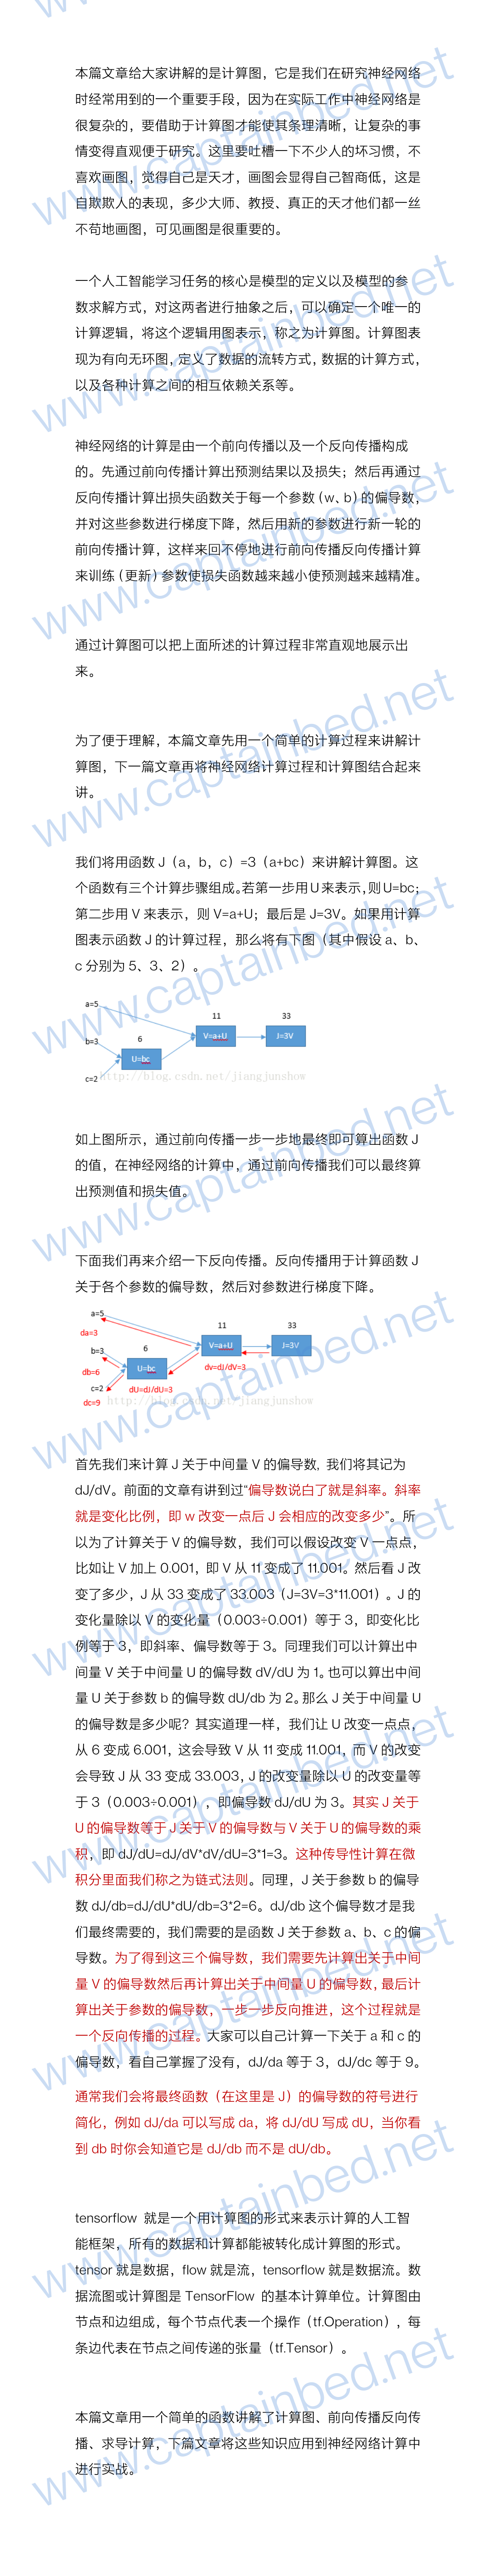 本篇文章给大家讲解的是计算图，它是我们在研究神经网络
时经常用到的一个重要手段，因为在实际工作中神经网络是
很复杂的，要借助于计算图才能使其条理清晰，让复杂的事
情变得直观便于研究。这里要吐槽一下不少人的坏习惯，不
喜欢画图，觉得自己是天才，画图会显得自己智商低，这是
自欺欺人的表现，多少大师、教授、真正的天才他们都一丝
不苟地画图，可见画图是很重要的。
一个人工智能学习任务的核心是模型的定义以及模型的参
数求解方式，对这两者进行抽象之后，可以确定一个唯一的
计算逻辑，将这个逻辑用图表示，称之为计算图。计算图表
现为有向无环图，定义了数据的流转方式，数据的计算方式，
以及各种计算之间的相互依赖关系等。
神经网络的计算是由一个前向传播以及一个反向传播构成
的。先通过前向传播计算出预测结果以及损失；然后再通过
反向传播计算出损失函数关于每一个参数（w、b）的偏导数，
并对这些参数进行梯度下降，然后用新的参数进行新一轮的
前向传播计算，这样来回不停地进行前向传播反向传播计算
来训练（更新）参数使损失函数越来越小使预测越来越精准。
通过计算图可以把上面所述的计算过程非常直观地展示出
来。
为了便于理解，本篇文章先用一个简单的计算过程来讲解计
算图，下一篇文章再将神经网络计算过程和计算图结合起来
讲。
我们将用函数 J（a，b，c）=3（a+bc）来讲解计算图。这
个函数有三个计算步骤组成。若第一步用 U 来表示，则 U=bc；
第二步用 V 来表示，则 V=a+U；最后是 J=3V。如果用计算
图表示函数 J 的计算过程，那么将有下图（其中假设 a、b、
c 分别为 5、3、2）。
a=5
11
33
b=3
6
V=a+U
J=3V
U=bc
c=2
http://blog.csdn.net/jiangjunshow
如上图所示，通过前向传播一步一步地最终即可算出函数 J
的值，在神经网络的计算中，通过前向传播我们可以最终算
出预测值和损失值。
下面我们再来介绍一下反向传播。反向传播用于计算函数 J
关于各个参数的偏导数，然后对参数进行梯度下降。
a=5
11
33
da=3
b=3
6
V=a+U
J=3V
db=6
U=bc
dv=dJ/dV=3
c=2
dU=dJ/dU=3
dc=9
http://blog.csdn.net/jiangjunshow
首先我们来计算 J 关于中间量 V 的偏导数，我们将其记为
dJ/dV。前面的文章有讲到过“偏导数说白了就是斜率。斜率
就是变化比例，即 w 改变一点后 J 会相应的改变多少”。所
以为了计算关于 V 的偏导数，我们可以假设改变 V 一点点，
比如让 V 加上 0.001，即 V 从 11 变成了 11.001。然后看 J 改
变了多少，J 从 33 变成了 33.003（J=3V=3*11.001）。J 的
变化量除以 V 的变化量（0.003÷0.001）等于 3，即变化比
例等于 3，即斜率、偏导数等于 3。同理我们可以计算出中
间量 V 关于中间量 U 的偏导数 dV/dU 为 1。也可以算出中间
量 U 关于参数 b 的偏导数 dU/db 为 2。那么 J 关于中间量 U
的偏导数是多少呢？其实道理一样，我们让 U 改变一点点，
从 6 变成 6.001，这会导致 V 从 11 变成 11.001，而 V 的改变
会导致 J 从 33 变成 33.003，J 的改变量除以 U 的改变量等
于 3（0.003÷0.001），即偏导数 dJ/dU 为 3。其实 J 关于
U 的偏导数等于 J 关于 V 的偏导数与 V 关于 U 的偏导数的乘
积，即 dJ/dU=dJ/dV*dV/dU=3*1=3。这种传导性计算在微
积分里面我们称之为链式法则。同理，J 关于参数 b 的偏导
数 dJ/db=dJ/dU*dU/db=3*2=6。dJ/db 这个偏导数才是我
们最终需要的，我们需要的是函数 J 关于参数 a、b、c 的偏
导数。为了得到这三个偏导数，我们需要先计算出关于中间
量 V 的偏导数然后再计算出关于中间量 U 的偏导数，最后计
算出关于参数的偏导数，一步一步反向推进，这个过程就是
一个反向传播的过程。大家可以自己计算一下关于 a 和 c 的
偏导数，看自己掌握了没有，dJ/da 等于 3，dJ/dc 等于 9。
通常我们会将最终函数（在这里是 J）的偏导数的符号进行
简化，例如 dJ/da 可以写成 da，将 dJ/dU 写成 dU，当你看
到 db 时你会知道它是 dJ/db 而不是 dU/db。
tensorflow 就是一个用计算图的形式来表示计算的人工智
能框架，所有的数据和计算都能被转化成计算图的形式。
tensor 就是数据，flow 就是流，tensorflow 就是数据流。数
据流图或计算图是 TensorFlow 的基本计算单位。计算图由
节点和边组成，每个节点代表一个操作（tf.Operation），每
条边代表在节点之间传递的张量（tf.Tensor）。
本篇文章用一个简单的函数讲解了计算图、前向传播反向传
播、求导计算，下篇文章将这些知识应用到神经网络计算中
进行实战。
www.captainbed.net
www.captainbed.net
www.captainbed.net
www.captainbed.net
www.captainbed.net
www.captainbed.net
www.captainbed.net
www.captainbed.net
www.captainbed.net
www.captainbed.net
www.captainbed.net
www.captainbed.net